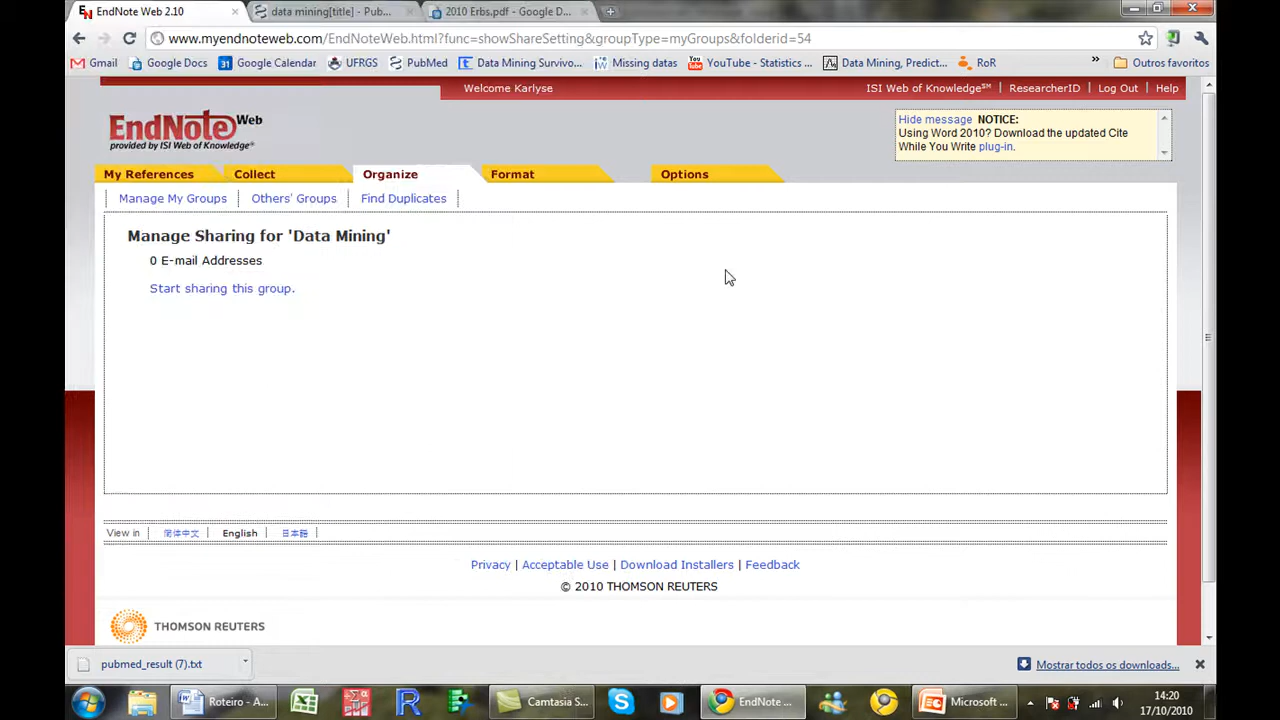 EndNote Web 2.10
data mining[title] - Pub...
2010 Erbs.pdf - Google D...
www.myendnoteweb.com/EndNoteWeb.html?func=showShareSetting&groupType=myGroups&folderid=54
Gmail Google Docs Google Calendar UFRGS PubMed Data Mining Survivo... Missing datas YouTube - Statistics ... Data Mining, Predict... RoR » Outros favoritos
Welcome Karlyse
ISI Web of Knowledge℠ | ResearcherID | Log Out | Help
EndNote Web
provided by ISI Web of Knowledge
Hide message NOTICE:
Using Word 2010? Download the updated Cite
While You Write plug-in.
My References Collect Organize Format Options
Manage My Groups | Others' Groups | Find Duplicates
Manage Sharing for 'Data Mining'
0 E-mail Addresses
Start sharing this group.
View in | 简体中文 | English | 日本語 |
Privacy | Acceptable Use | Download Installers | Feedback
© 2010 THOMSON REUTERS
THOMSON REUTERS
pubmed_result (7).txt
Mostrar todos os downloads...
Roteiro - A... Camtasia S... EndNote ... Microsoft ...
14:20
17/10/2010